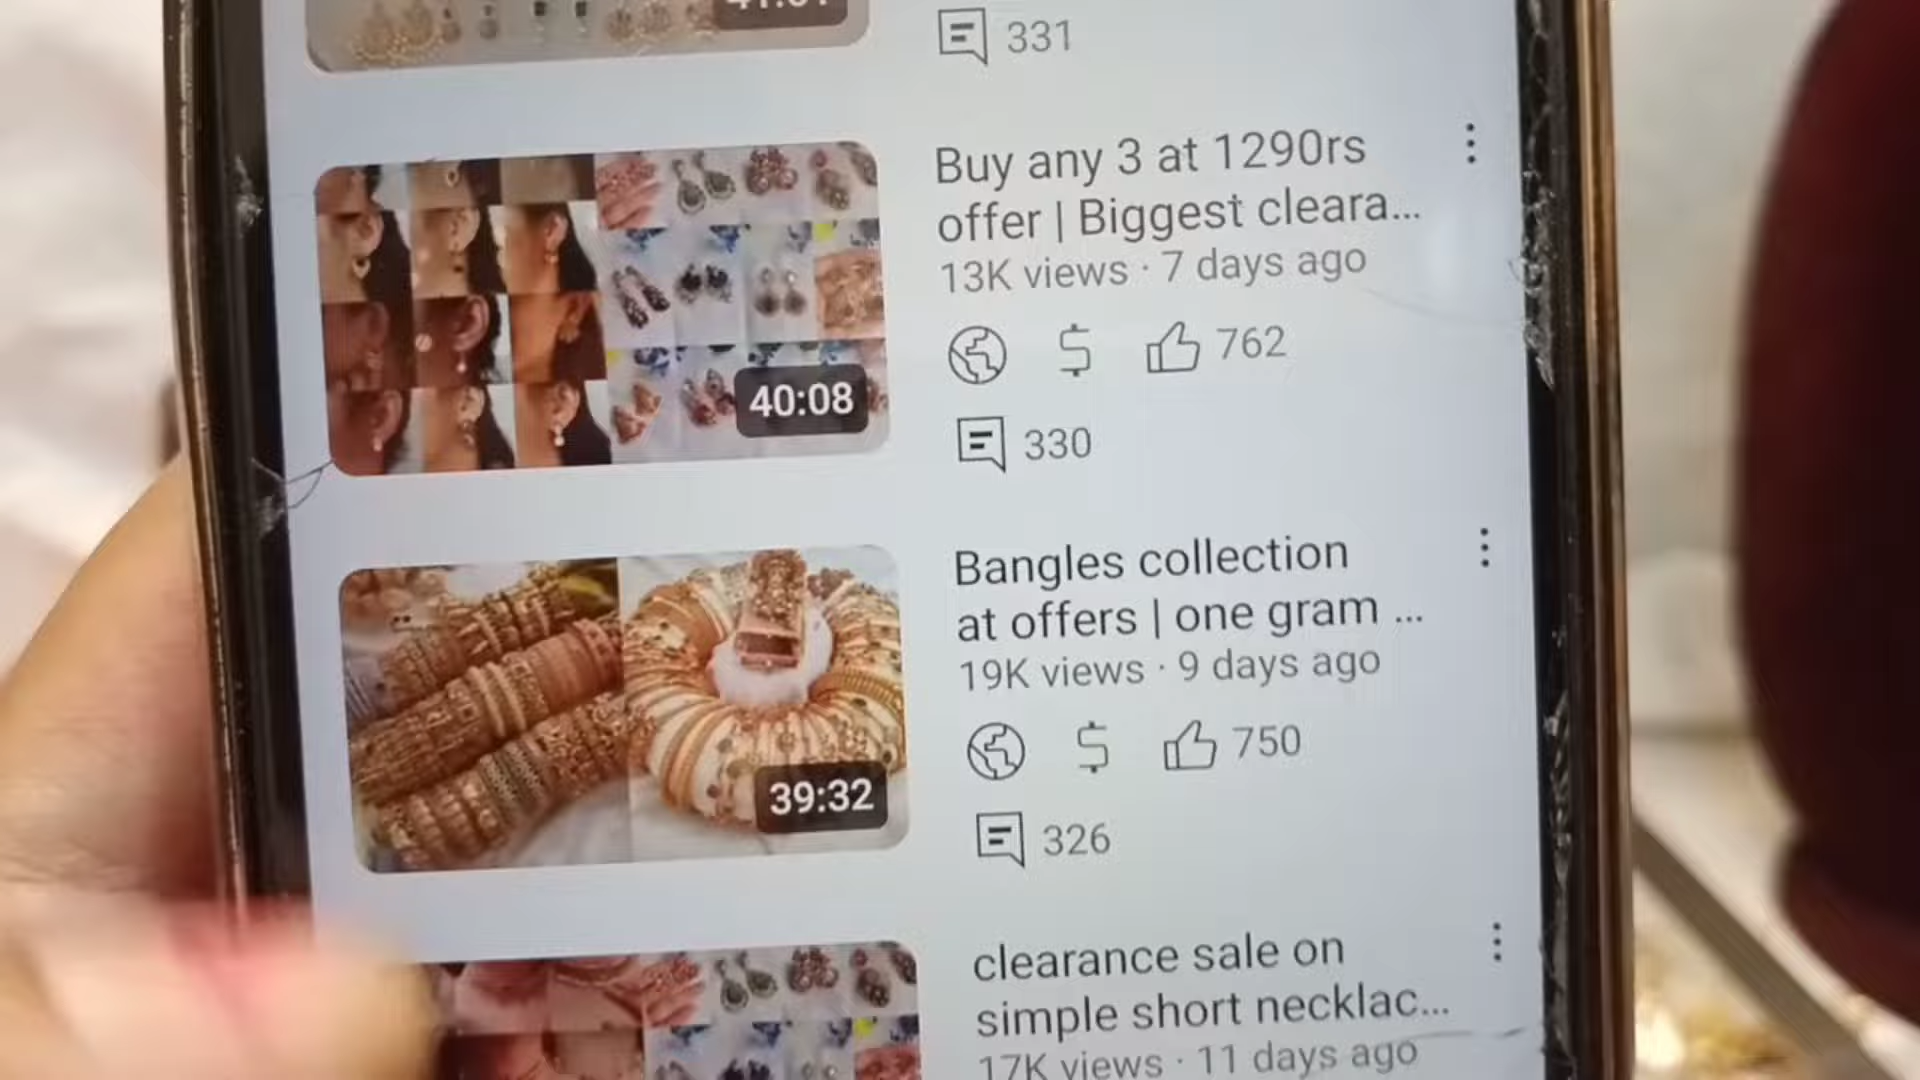 331
Buy any 3 at 1290rs
offer | Biggest cleara...
13K views · 7 days ago
762
40:08
330
Bangles collection
at offers | one gram ...
19K views · 9 days ago
750
39:32
326
clearance sale on
simple short necklac...
17K views · 11 days ago